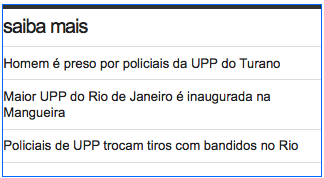 saiba mais
Homem é preso por policiais da UPP do Turano
Maior UPP do Rio de Janeiro é inaugurada na
Mangueira
Policiais de UPP trocam tiros com bandidos no Rio